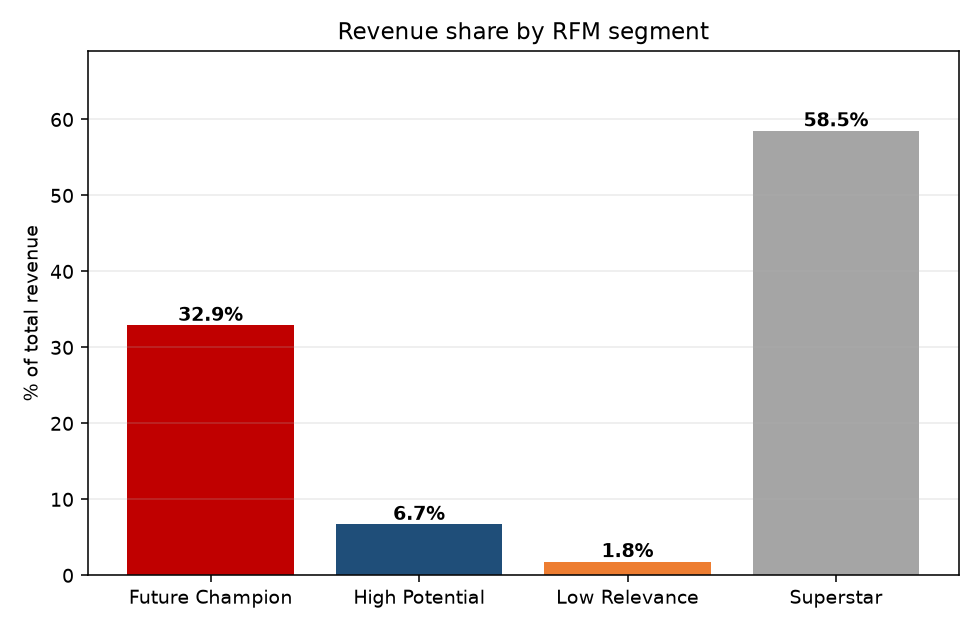 Revenue share by RFM segment
% of total revenue
60
50
40
30
20
10
0
32.9%
6.7%
1.8%
58.5%
Future Champion
High Potential
Low Relevance
Superstar